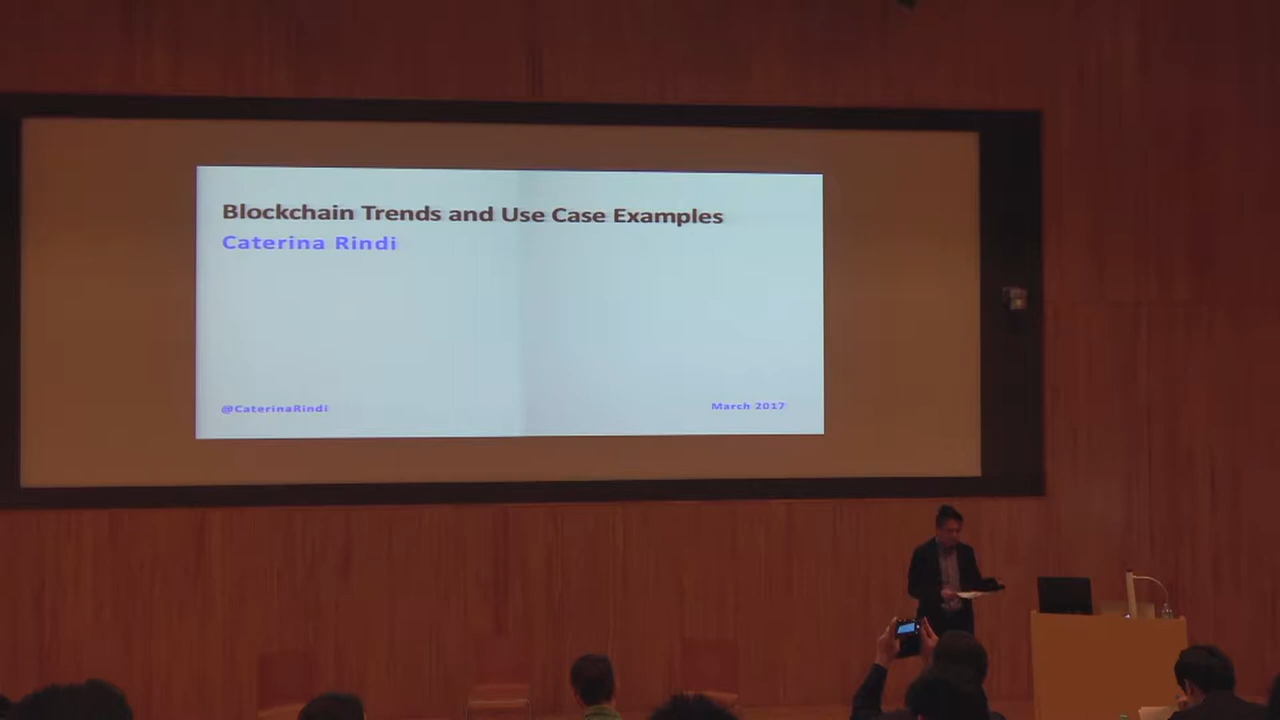 Blockchain Trends and Use Case Examples
Caterina Rindi
@CaterinaRindi
March 2017